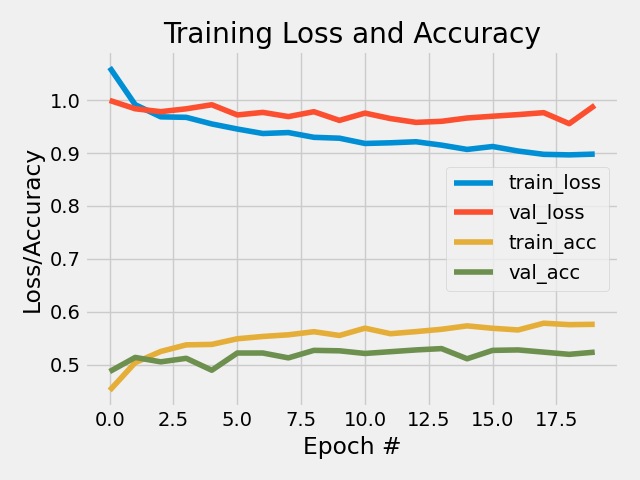 Training Loss and Accuracy
Loss/Accuracy
1.0
0.9
0.8
0.7
0.6
0.5
train_loss
val_loss
train_acc
val_acc
0.0 2.5 5.0 7.5 10.0 12.5 15.0 17.5
Epoch #